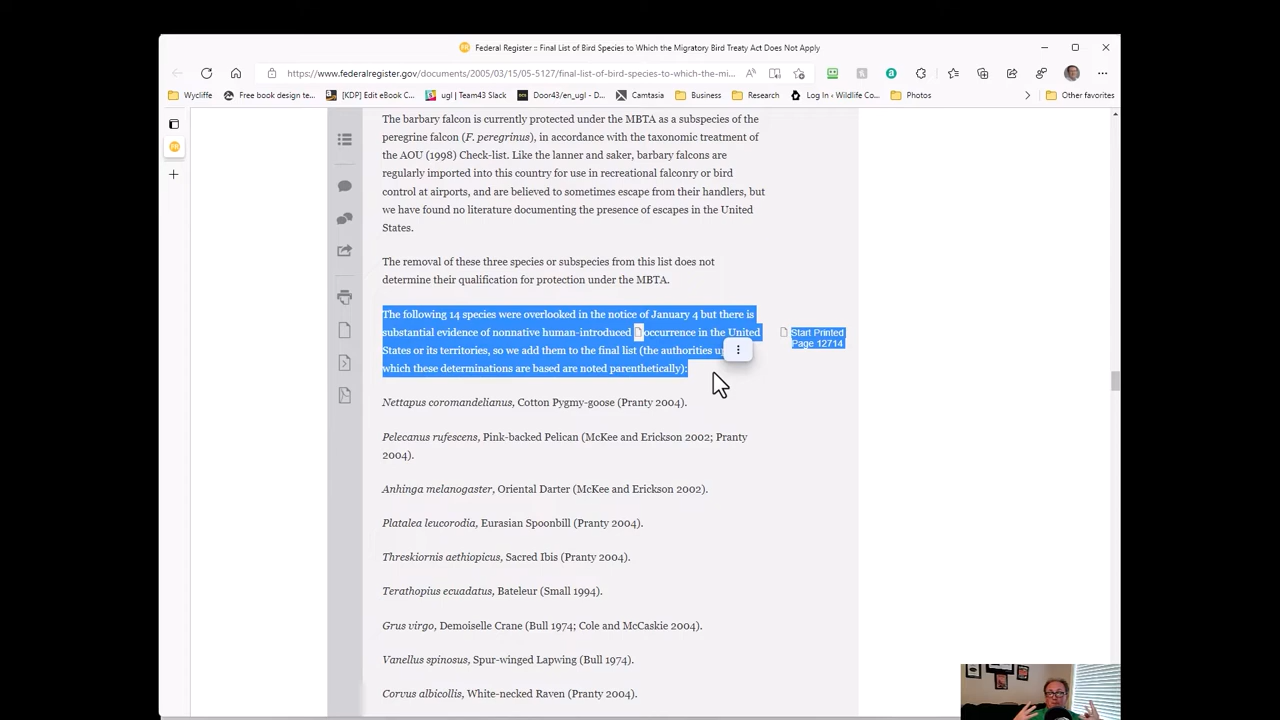 Federal Register :: Final List of Bird Species to Which the Migratory Bird Treaty Act Does Not Apply
https://www.federalregister.gov/documents/2005/03/15/05-5127/final-list-of-bird-species-to-which-the-mi...
Wycliffe
Free book design te...
[KDP] Edit eBook C...
ugl | Team43 Slack
Door43/en_ugl - D...
Camtasia
Business
Research
Log In ‹ Wildlife Co...
Photos
Other favorites
The barbary falcon is currently protected under the MBTA as a subspecies of the
peregrine falcon (F. peregrinus), in accordance with the taxonomic treatment of
the AOU (1998) Check-list. Like the lanner and saker, barbary falcons are
regularly imported into this country for use in recreational falconry or bird
control at airports, and are believed to sometimes escape from their handlers, but
we have found no literature documenting the presence of escapes in the United
States.
The removal of these three species or subspecies from this list does not
determine their qualification for protection under the MBTA.
The following 14 species were overlooked in the notice of January 4 but there is
substantial evidence of nonnative human-introduced occurrence in the United
States or its territories, so we add them to the final list (the authorities
which these determinations are based are noted parenthetically):
Start Printed
Page 12714
Nettapus coromandelianus, Cotton Pygmy-goose (Pranty 2004).
Pelecanus rufescens, Pink-backed Pelican (McKee and Erickson 2002; Pranty
2004).
Anhinga melanogaster, Oriental Darter (McKee and Erickson 2002).
Platalea leucorodia, Eurasian Spoonbill (Pranty 2004).
Threskiornis aethiopicus, Sacred Ibis (Pranty 2004).
Terathopius ecuadatus, Bateleur (Small 1994).
Grus virgo, Demoiselle Crane (Bull 1974; Cole and McCaskie 2004).
Vanellus spinosus, Spur-winged Lapwing (Bull 1974).
Corvus albicollis, White-necked Raven (Pranty 2004).